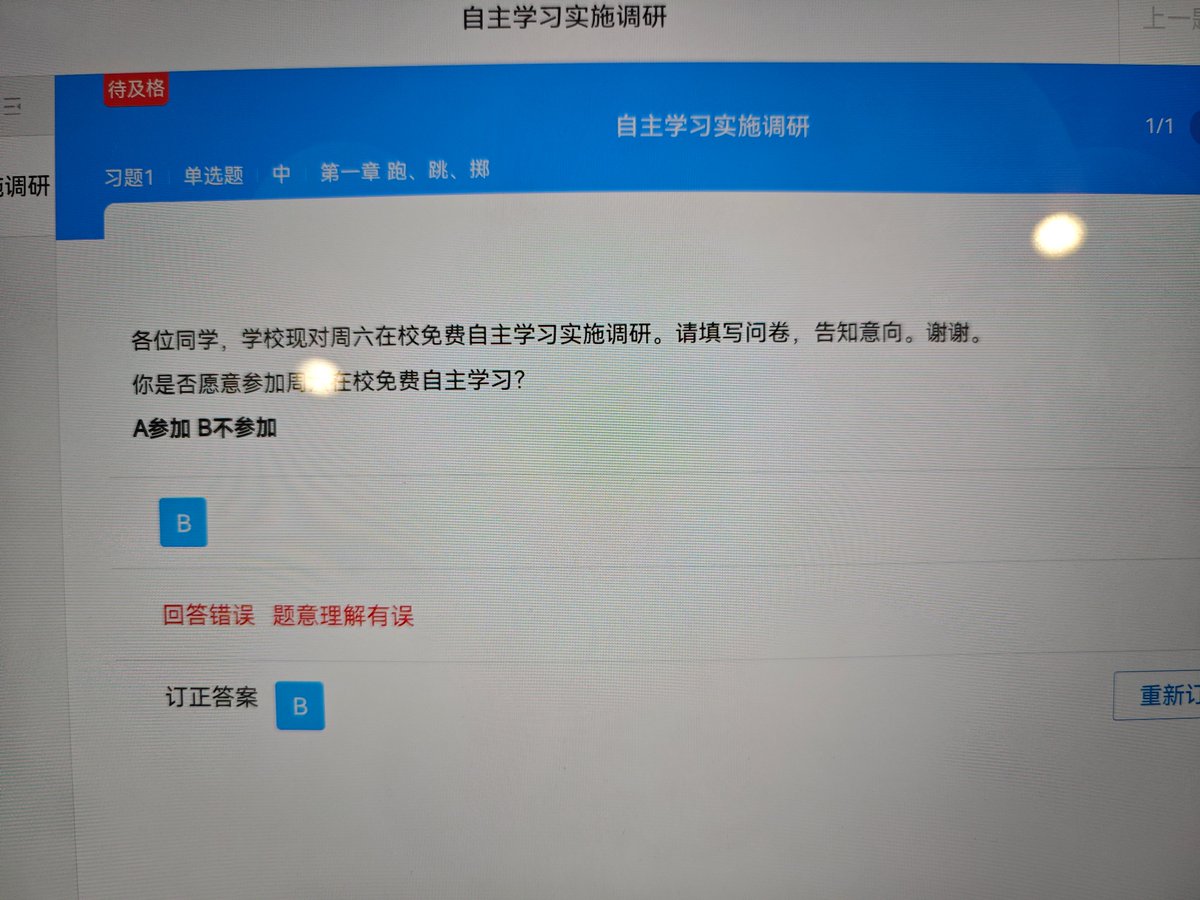 自主学习实施调研
上一
待及格
自主学习实施调研
1/1
习题1 单选题 中 第一章 跑、跳、掷
调研
各位同学，学校现对周六在校免费自主学习实施调研。请填写问卷，告知意向。谢谢。
你是否愿意参加周 在校免费自主学习？
A参加 B不参加
B
回答错误 题意理解有误
订正答案 B
重新订